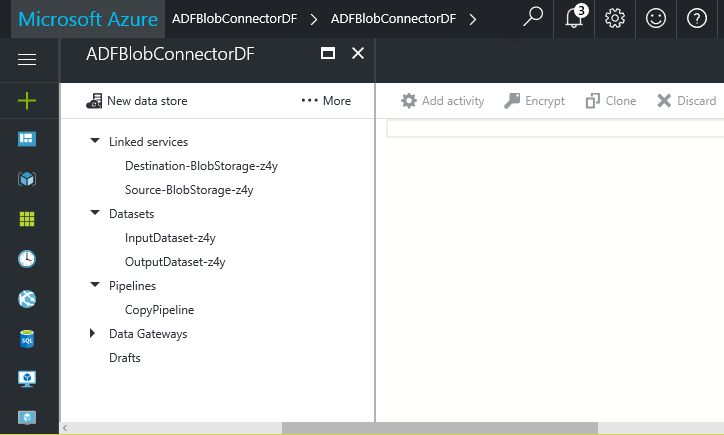 Microsoft Azure ADFBlobConnectorDF > ADFBlobConnectorDF > 3
ADFBlobConnectorDF
New data store ••• More Add activity Encrypt Clone Discard
Linked services
Destination-BlobStorage-z4y
Source-BlobStorage-z4y
Datasets
InputDataset-z4y
OutputDataset-z4y
Pipelines
CopyPipeline
Data Gateways
SQL
Drafts